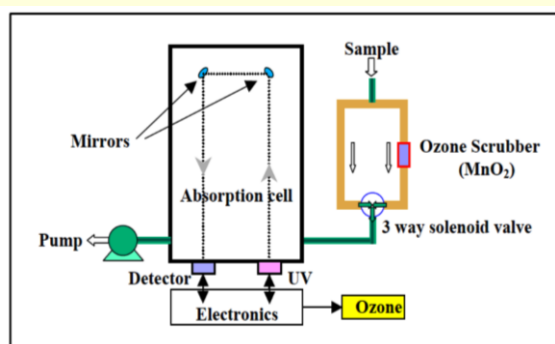 Sample
Mirrors
Ozone Scrubber
(MnO₂)
Absorption cell
3 way solenoid valve
Pump
Detector
UV
Electronics
Ozone